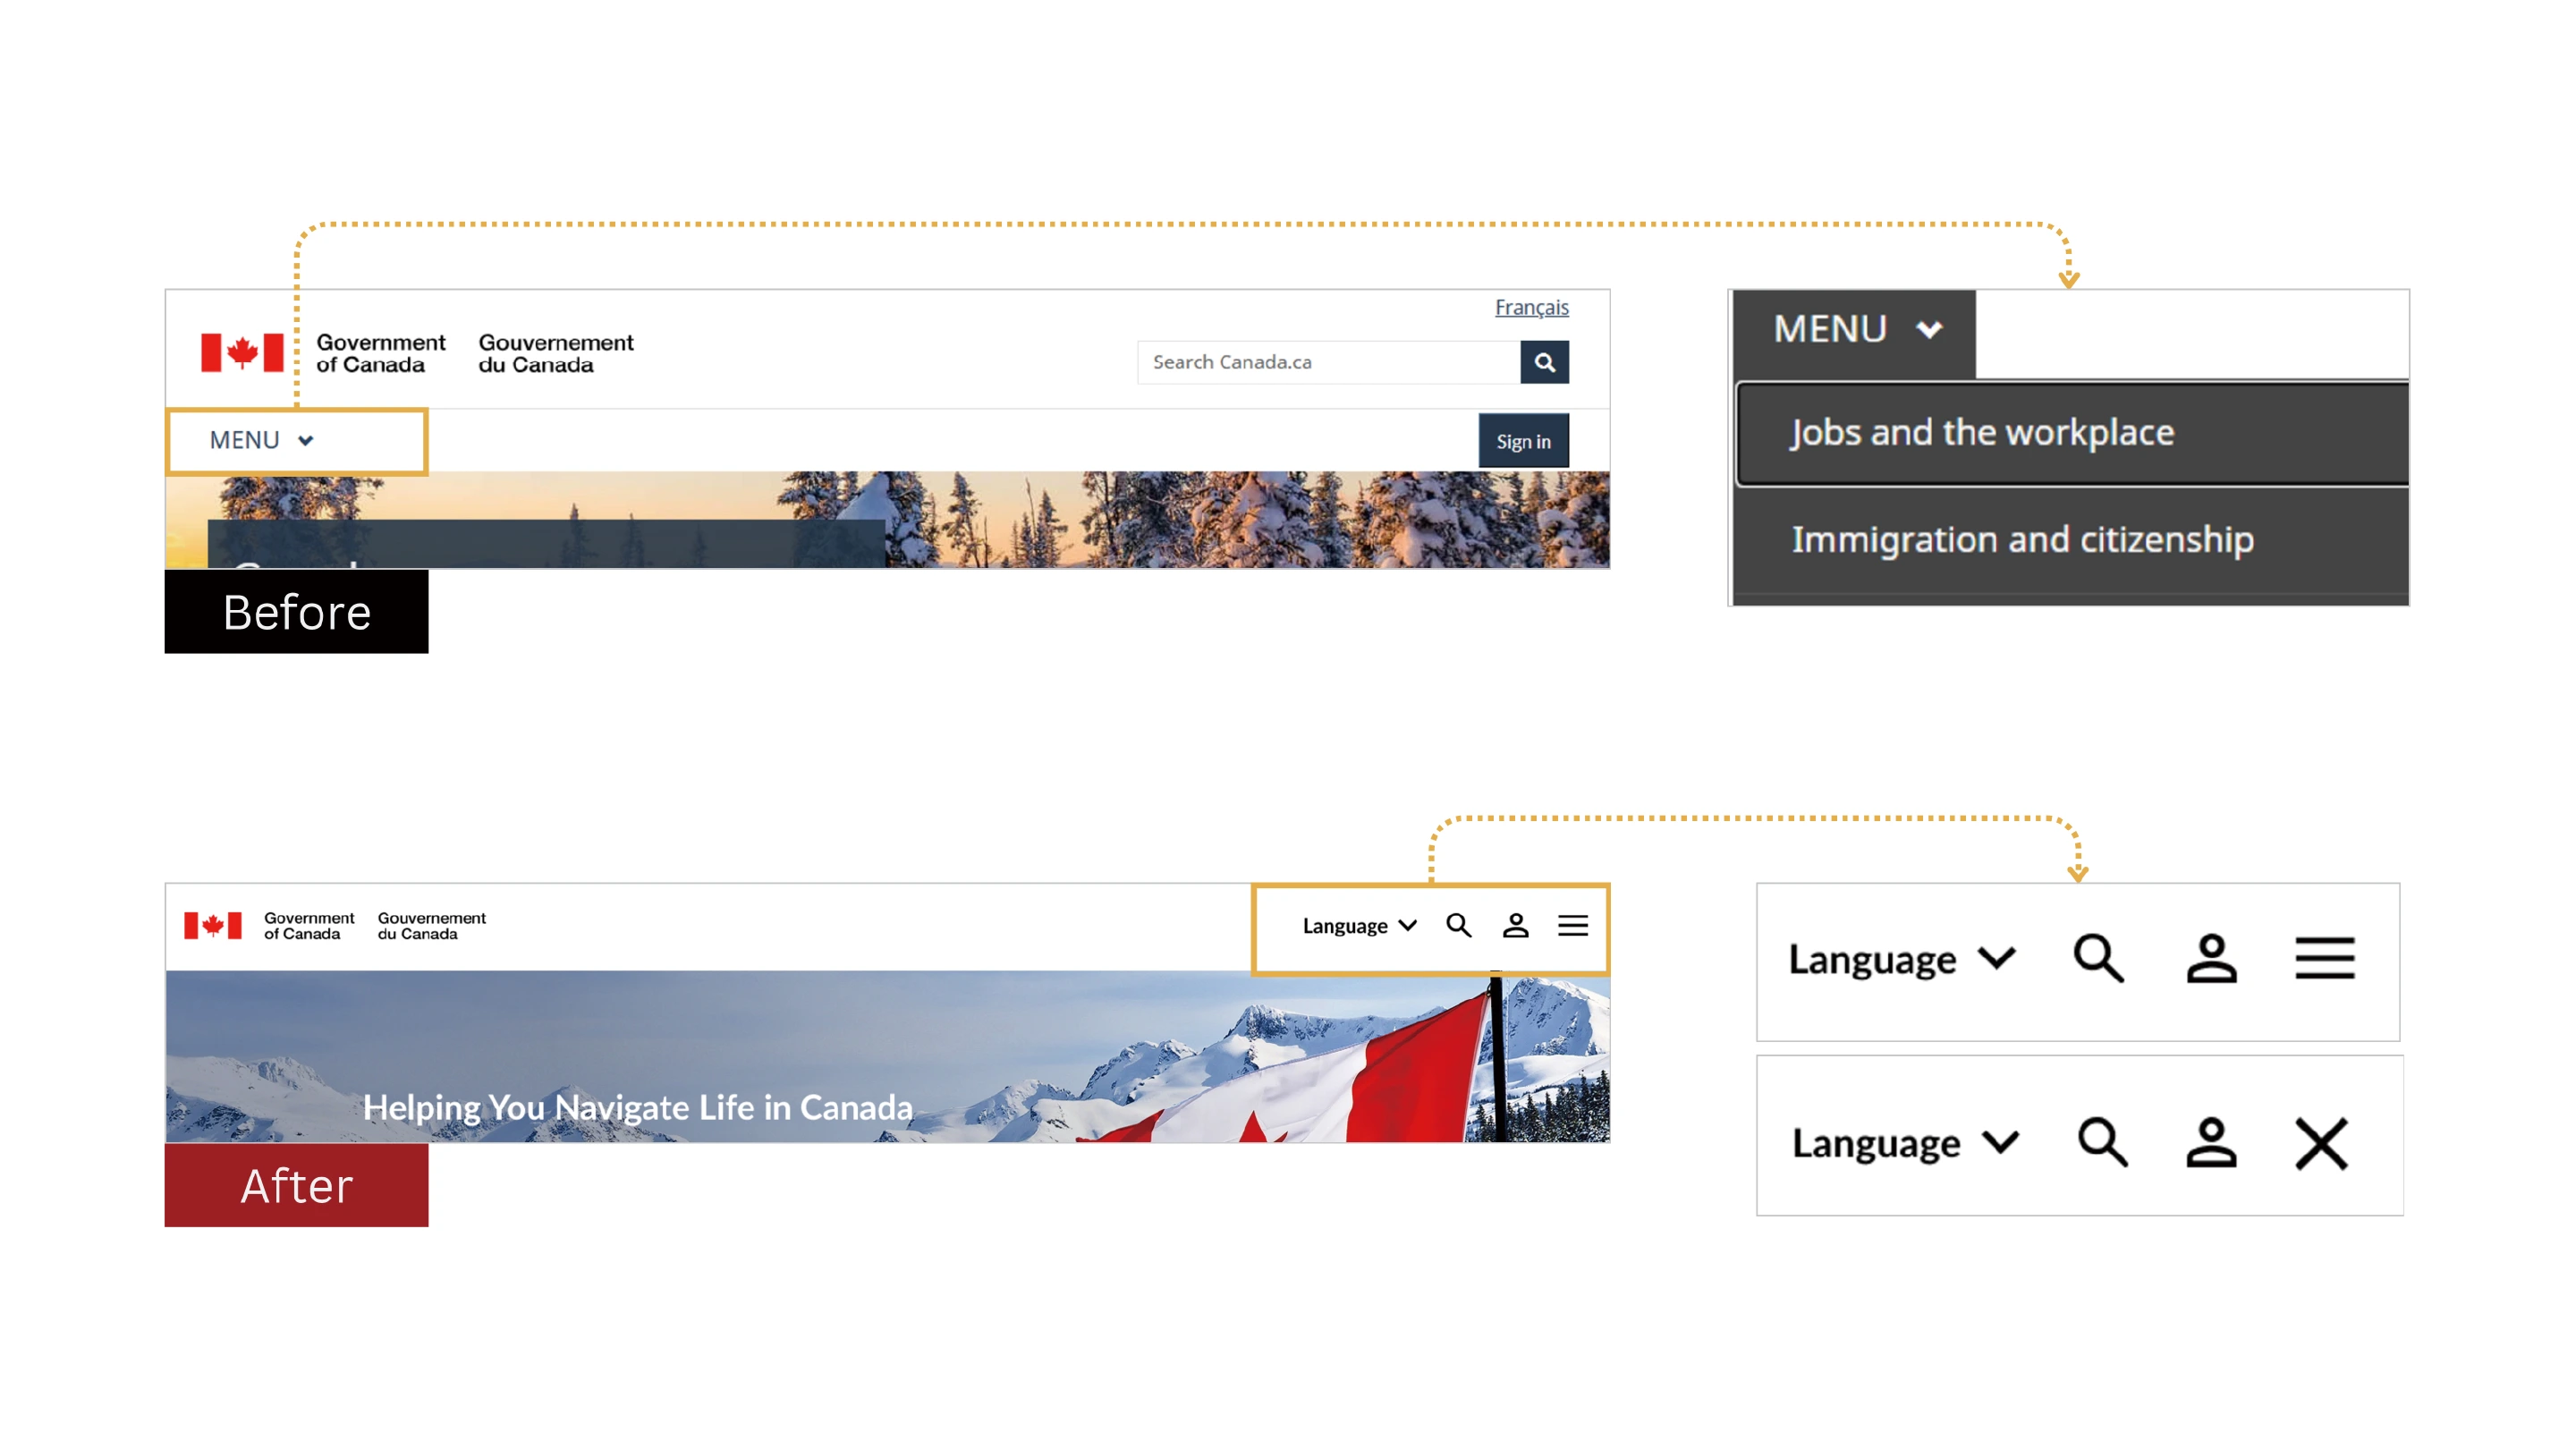 Français
Government of Canada
Gouvernement du Canada
Search Canada.ca
MENU
Sign in
Before
MENU
Jobs and the workplace
Immigration and citizenship
Government of Canada
Gouvernement du Canada
Language
Helping You Navigate Life in Canada
After
Language
Language